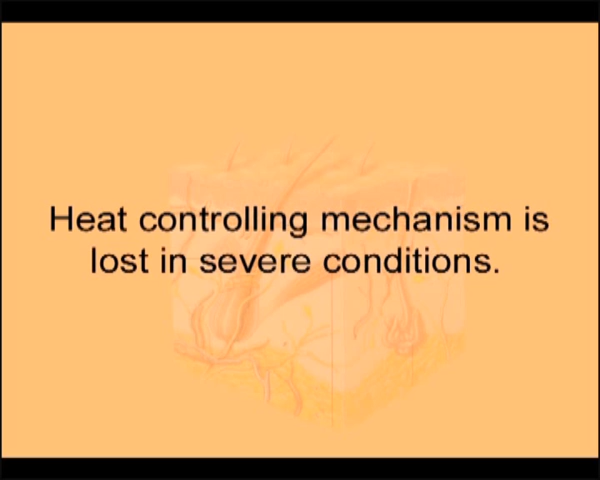 Heat controlling mechanism is
lost in severe conditions.